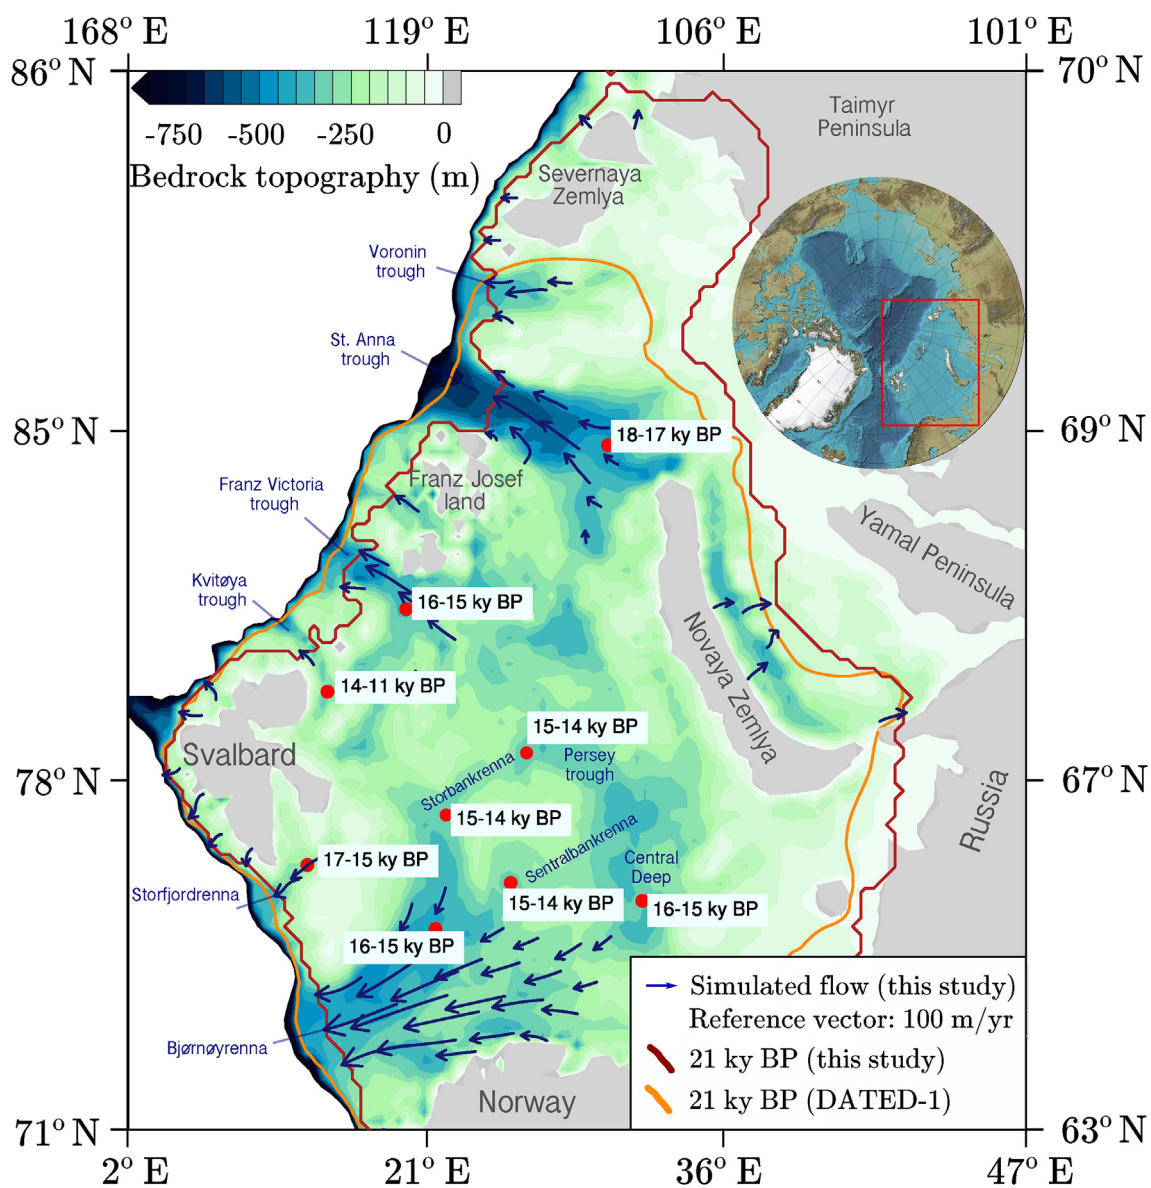 168° E
119° E
106° E
101° E
86° N
70° N
-750
-500
-250
0
Bedrock topography (m)
Taimyr
Peninsula
Severnaya
Zemlya
Voronin
trough
St. Anna
trough
85° N
69° N
18-17 ky BP
Franz Josef
land
Franz Victoria
trough
Yamal Peninsula
Kvitøya
trough
16-15 ky BP
Novaya Zemlya
14-11 ky BP
15-14 ky BP
Svalbard
Persey
trough
78° N
67° N
Storbankrenna
Russia
15-14 ky BP
Sentralbankrenna
17-15 ky BP
Central
Deep
Storfjordrenna
15-14 ky BP
16-15 ky BP
16-15 ky BP
Simulated flow (this study)
Reference vector: 100 m/yr
Bjørnøyrenna
21 ky BP (this study)
21 ky BP (DATED-1)
Norway
71° N
63° N
2° E
21° E
36° E
47° E